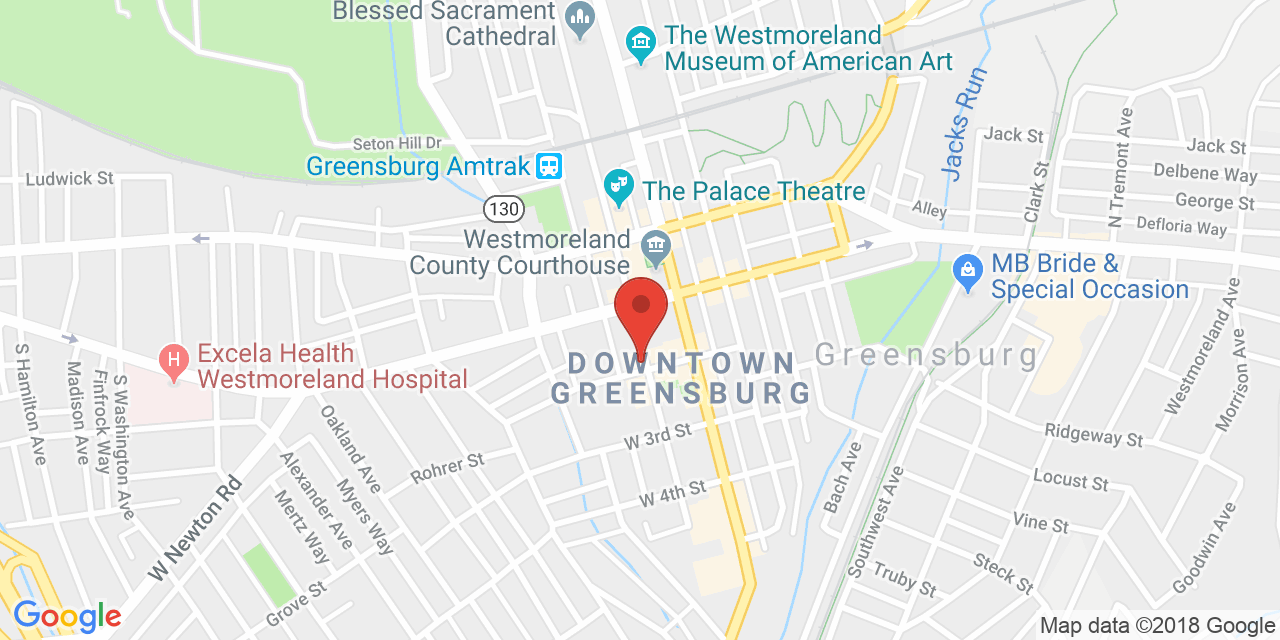 Blessed Sacrament
Cathedral
The Westmoreland
Museum of American Art
Jacks Run
Jack St
Jack St
Seton Hill Dr
Greensburg Amtrak
Ludwick St
Delbene Way
N Tremont Ave
Clark St
The Palace Theatre
George St
130
Alley
Defloria Way
Westmoreland
County Courthouse
MB Bride &
Special Occasion
Excela Health
Westmoreland Hospital
H
DOWNTOWN
GREENSBURG
Greensburg
S Hamilton Ave
Madison Ave
Finfrock Way
S Washington Ave
Westmoreland Ave
Morrison Ave
Oakland Ave
W 3rd St
Ridgeway St
Rohrer St
Alexander Ave
Myers Way
Mertz Way
W Newton Rd
W 4th St
Bach Ave
Southwest Ave
Locust St
Vine St
Goodwin Ave
Steck St
Truby St
Grove St
Google
Map data ©2018 Google